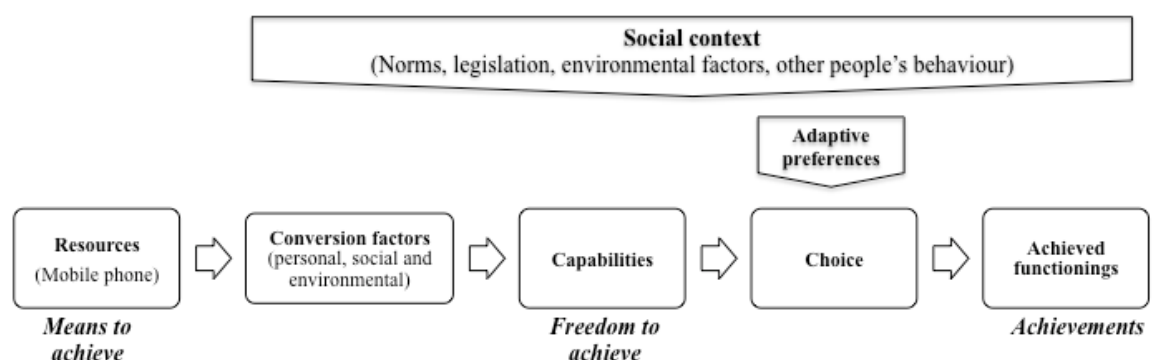 Social context
(Norms, legislation, environmental factors, other people's behaviour)
Adaptive
preferences
Resources
(Mobile phone)
Conversion factors
(personal, social and
environmental)
Capabilities
Choice
Achieved
functionings
Means to
achieve
Freedom to
achieve
Achievements